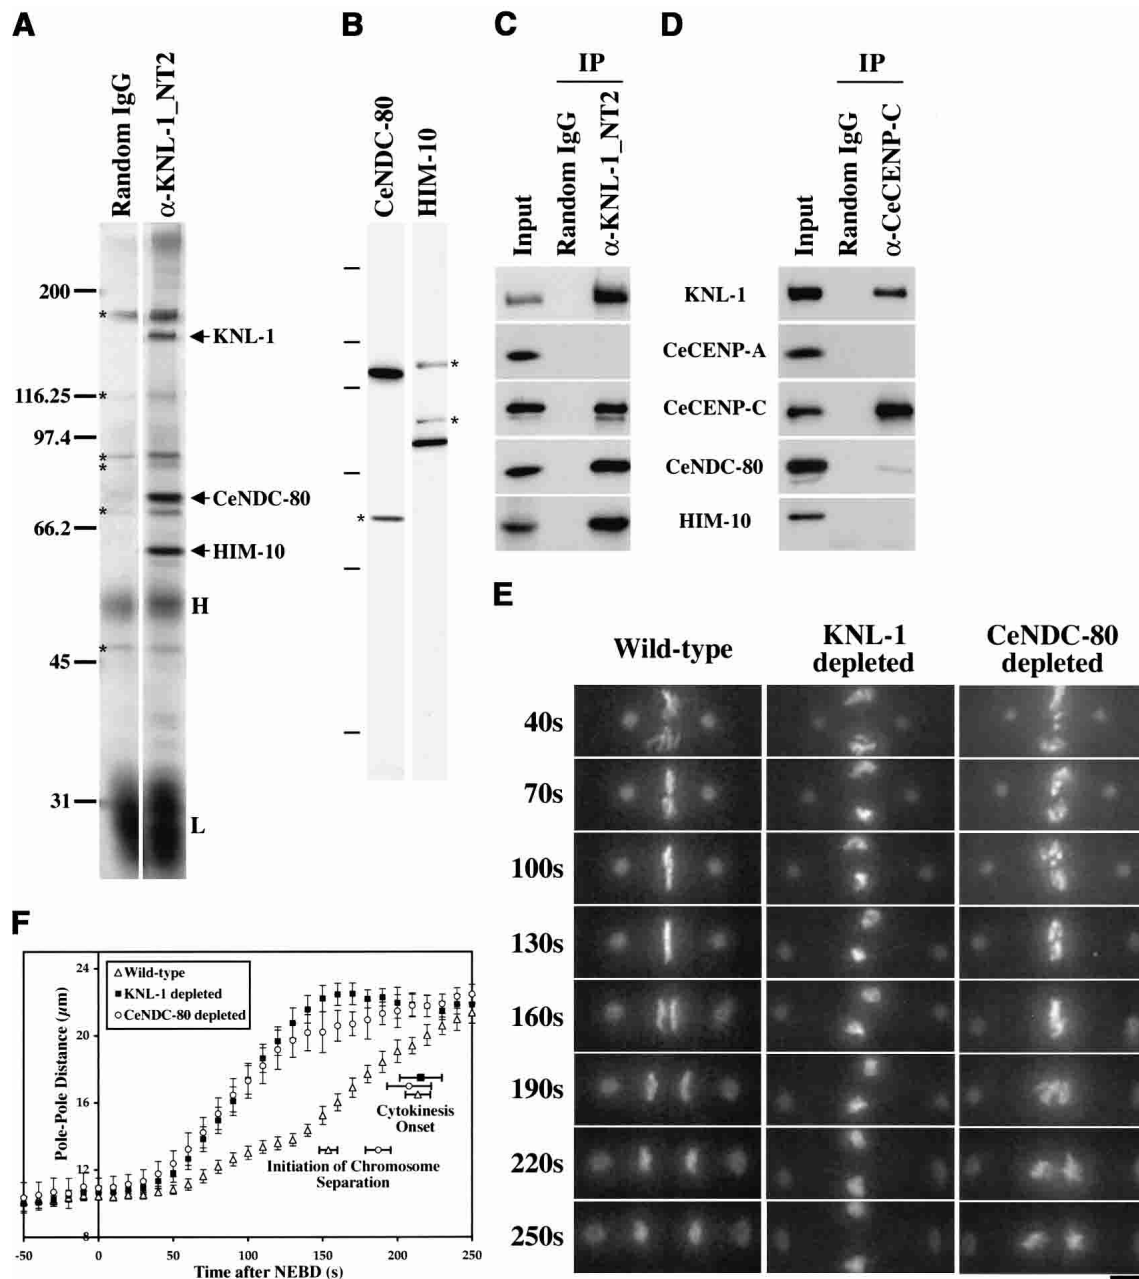 A
B
C
D
Random IgG
α-KNL-1_NT2
CeNDC-80
HIM-10
IP
Input
Random IgG
α-KNL-1_NT2
IP
Input
Random IgG
α-CeCENP-C
200
* KNL-1
116.25 *
97.4
*
*
CeNDC-80
66.2 *
HIM-10
H
*
45
31
L
*
*
*
KNL-1
CeCENP-A
CeCENP-C
CeNDC-80
HIM-10
E
Wild-type
KNL-1
depleted
CeNDC-80
depleted
40s
70s
100s
130s
160s
190s
220s
250s
F
Pole-Pole Distance (µm)
24
20
16
12
8
Wild-type
KNL-1 depleted
CeNDC-80 depleted
Cytokinesis
Onset
Initiation of Chromosome
Separation
-50 0 50 100 150 200 250
Time after NEBD (s)